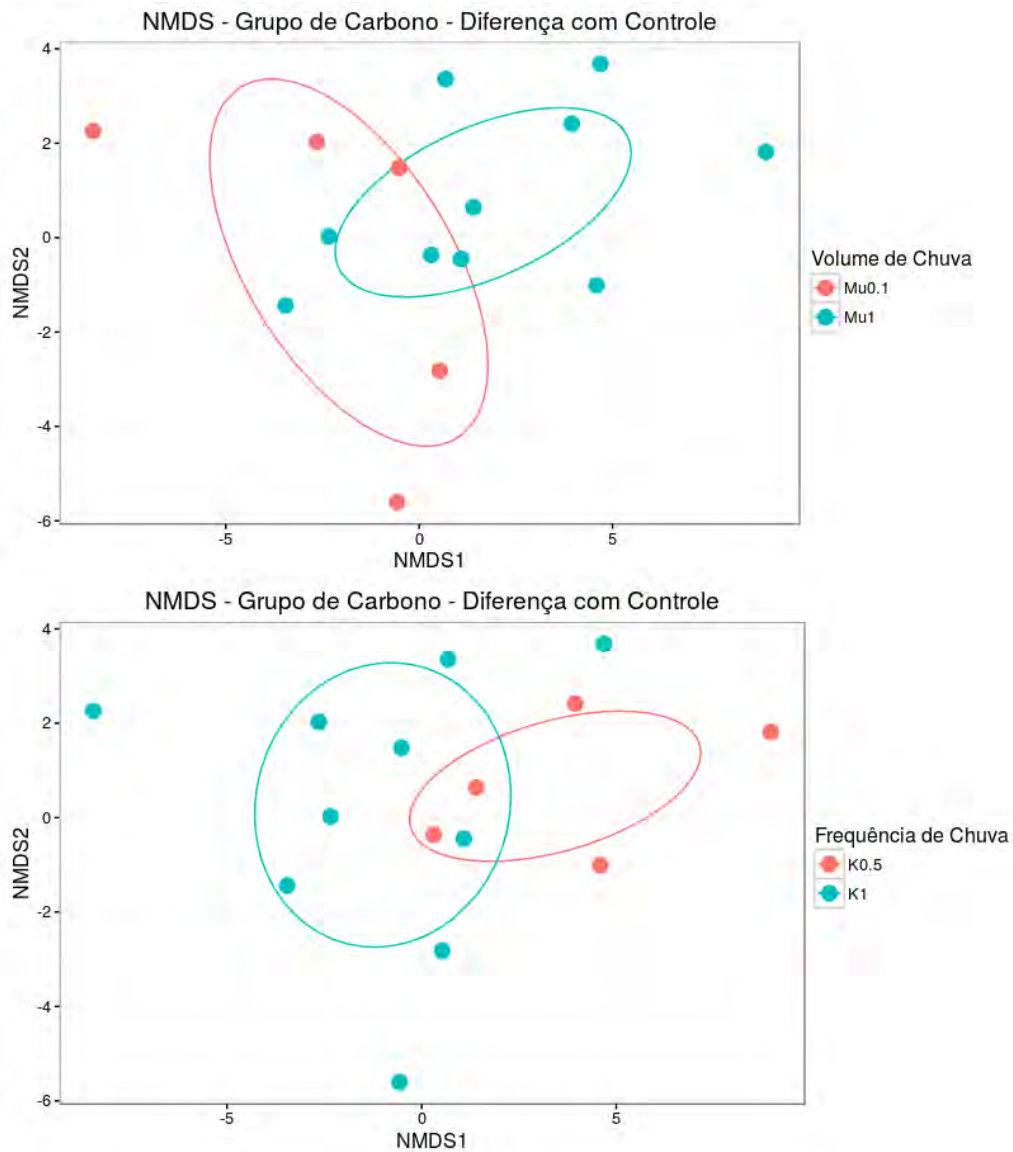 NMDS - Grupo de Carbono - Diferença com Controle
4
2
0
-2
-4
-6
NMDS2
-5
0
5
NMDS1
Volume de Chuva
Mu0.1
Mu1
NMDS - Grupo de Carbono - Diferença com Controle
4
2
0
-2
-4
-6
NMDS2
-5
0
5
NMDS1
Frequência de Chuva
K0.5
K1